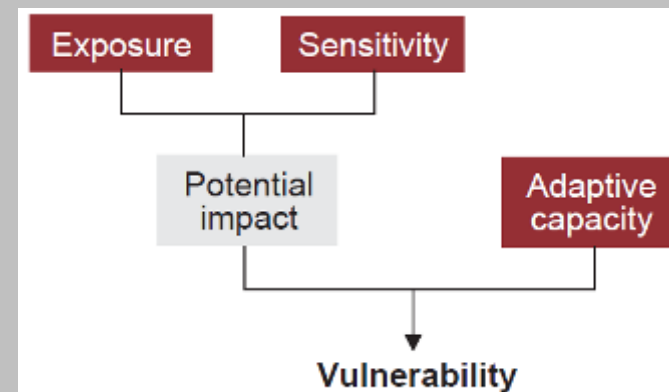 Exposure
Sensitivity
Potential
impact
Adaptive
capacity
Vulnerability